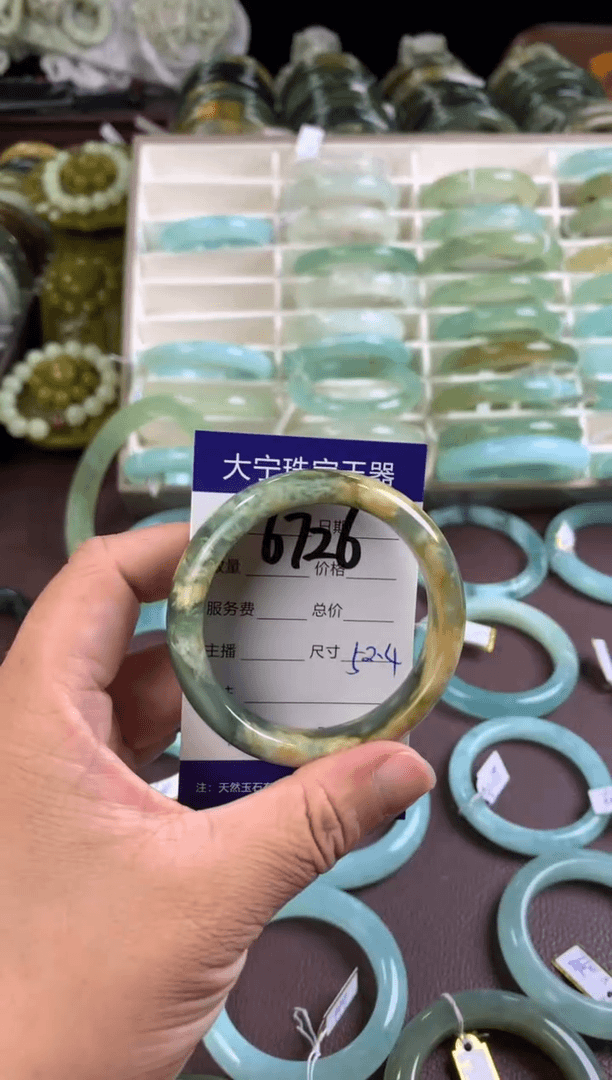 大宁珠宝玉器
6726 日期
数量 价格
服务费 总价
主播 尺寸 52.4
注：天然玉石